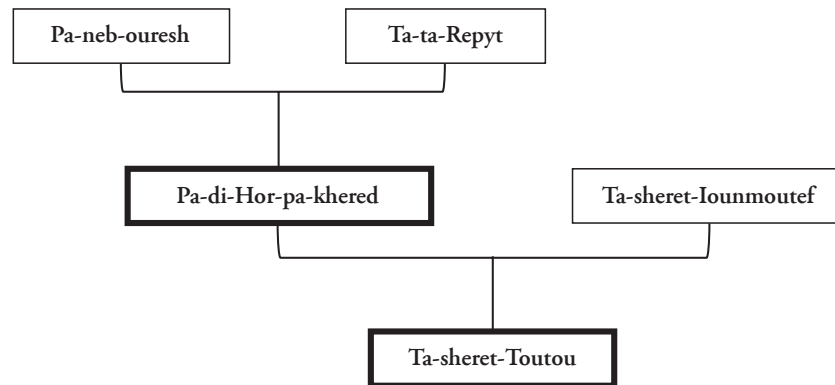 Pa-neb-ouresh
Ta-ta-Repyt
Pa-di-Hor-pa-khered
Ta-sheret-Iounmoutef
Ta-sheret-Toutou